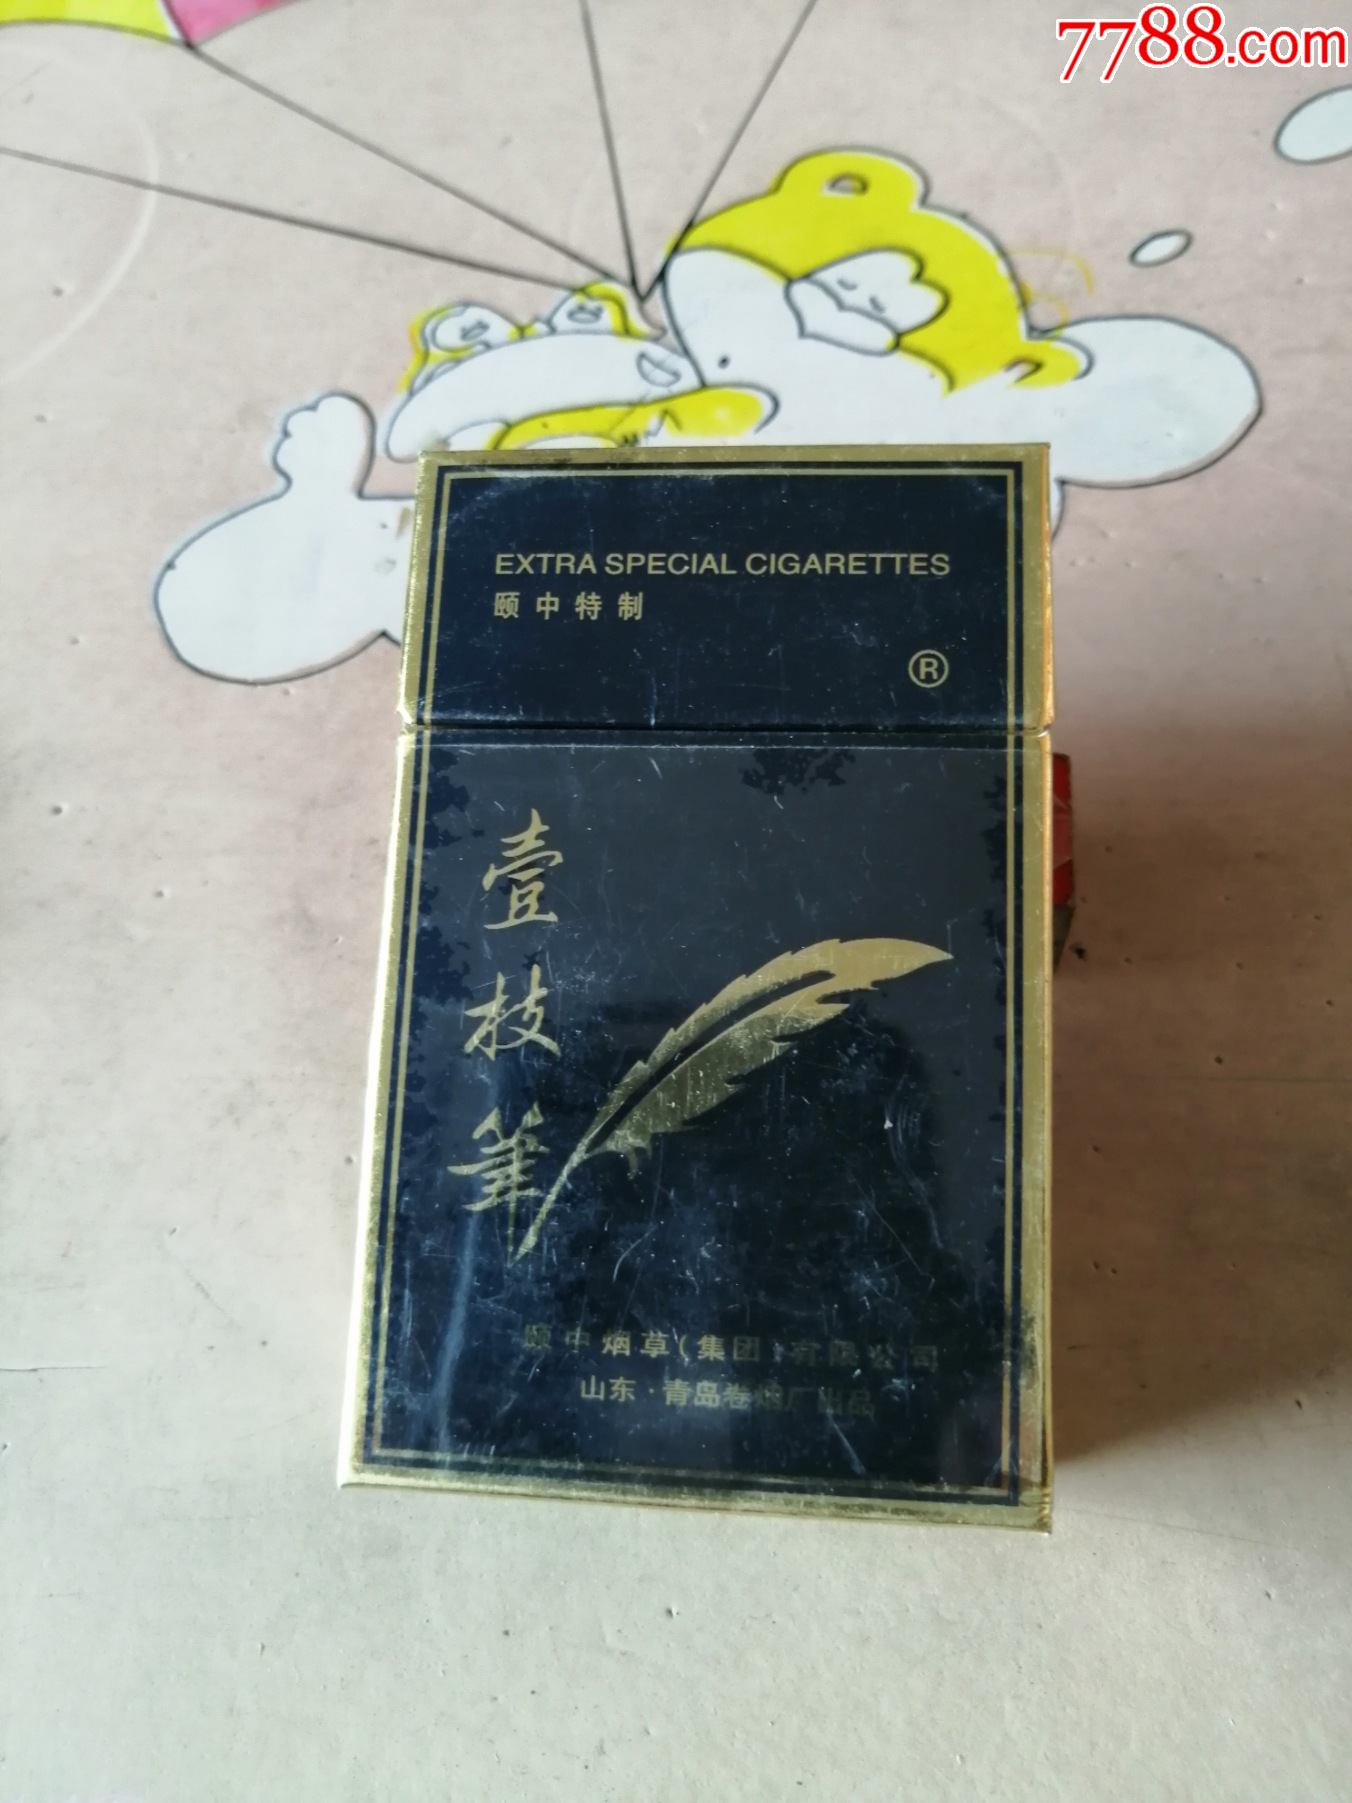 7788.com
EXTRA SPECIAL CIGARETTES
颐中特制
®
壹枝筆
颐中烟草(集团)有限公司
山东·青岛卷烟厂出品